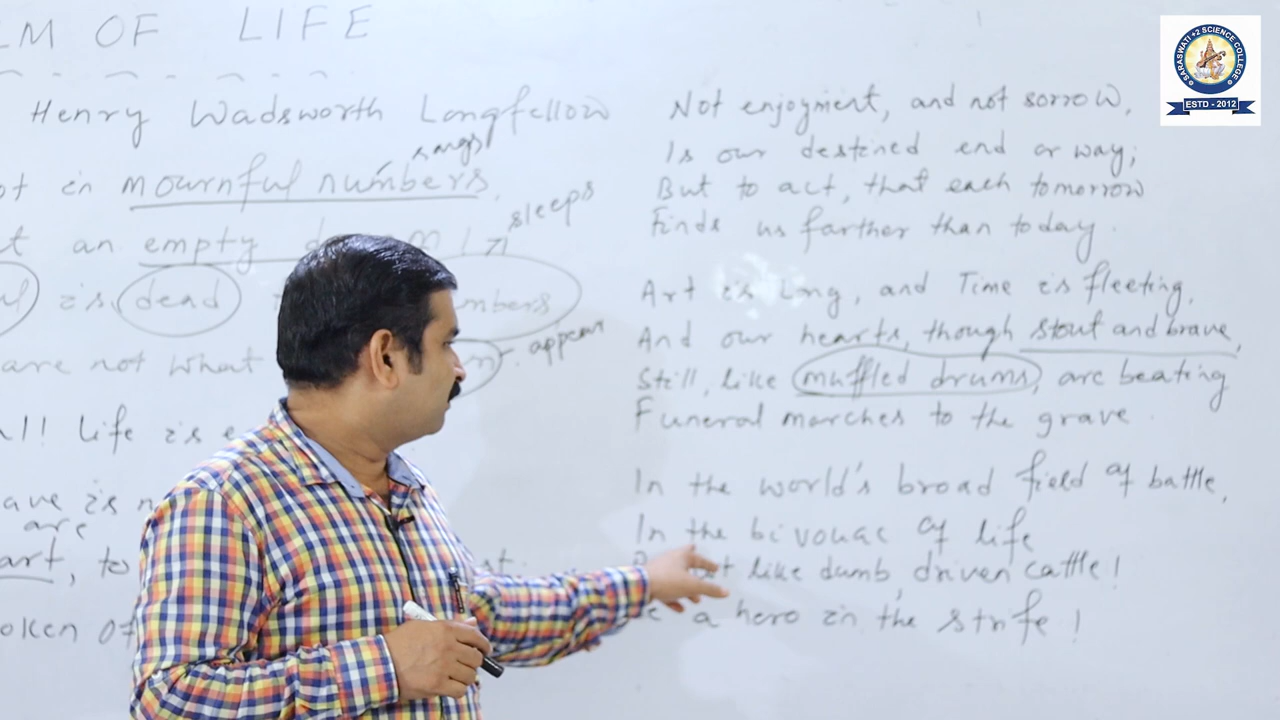 LM OF LIFE
Henry Wadsworth Longfellow
songs
ot in mournful numbers,
sleeps
t an empty
ul is dead mbers
appear
are not what
l! Life is e
ave is n
are
art, to
oken of
Not enjoyment, and not sorrow,
Is our destined end or way;
But to act, that each tomorrow
Finds us farther than today.
Art is long, and Time is fleeting,
And our hearts, though stout and brave,
Still, like muffled drums, are beating
Funeral marches to the grave.
In the world's broad field of battle,
In the bivouac of life
like dumb, driven cattle!
a hero in the strife!
SARASWATI +2 SCIENCE COLLEGE
ESTD - 2012